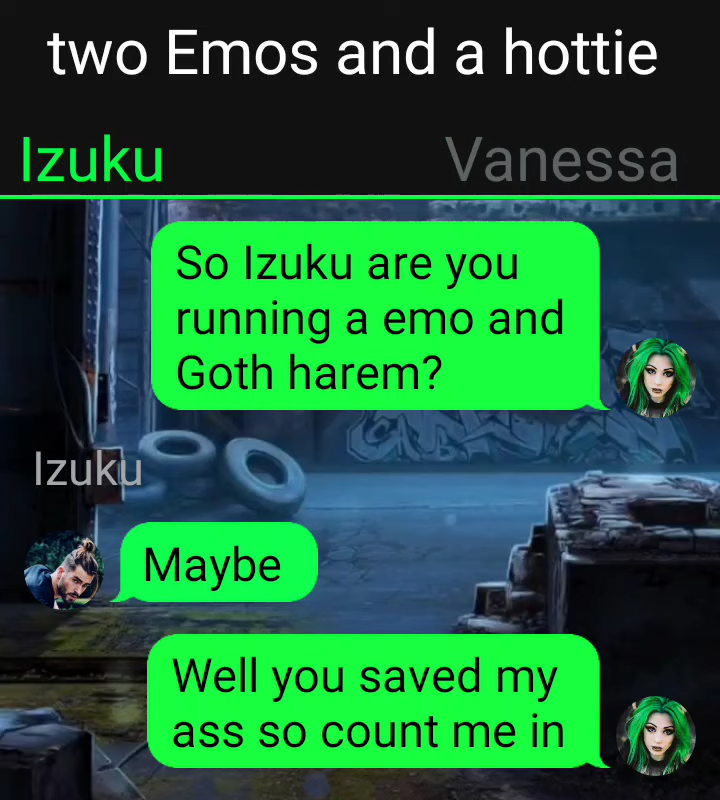 two Emos and a hottie
Izuku Vanessa
So Izuku are you
running a emo and
Goth harem?
Izuku
Maybe
Well you saved my
ass so count me in